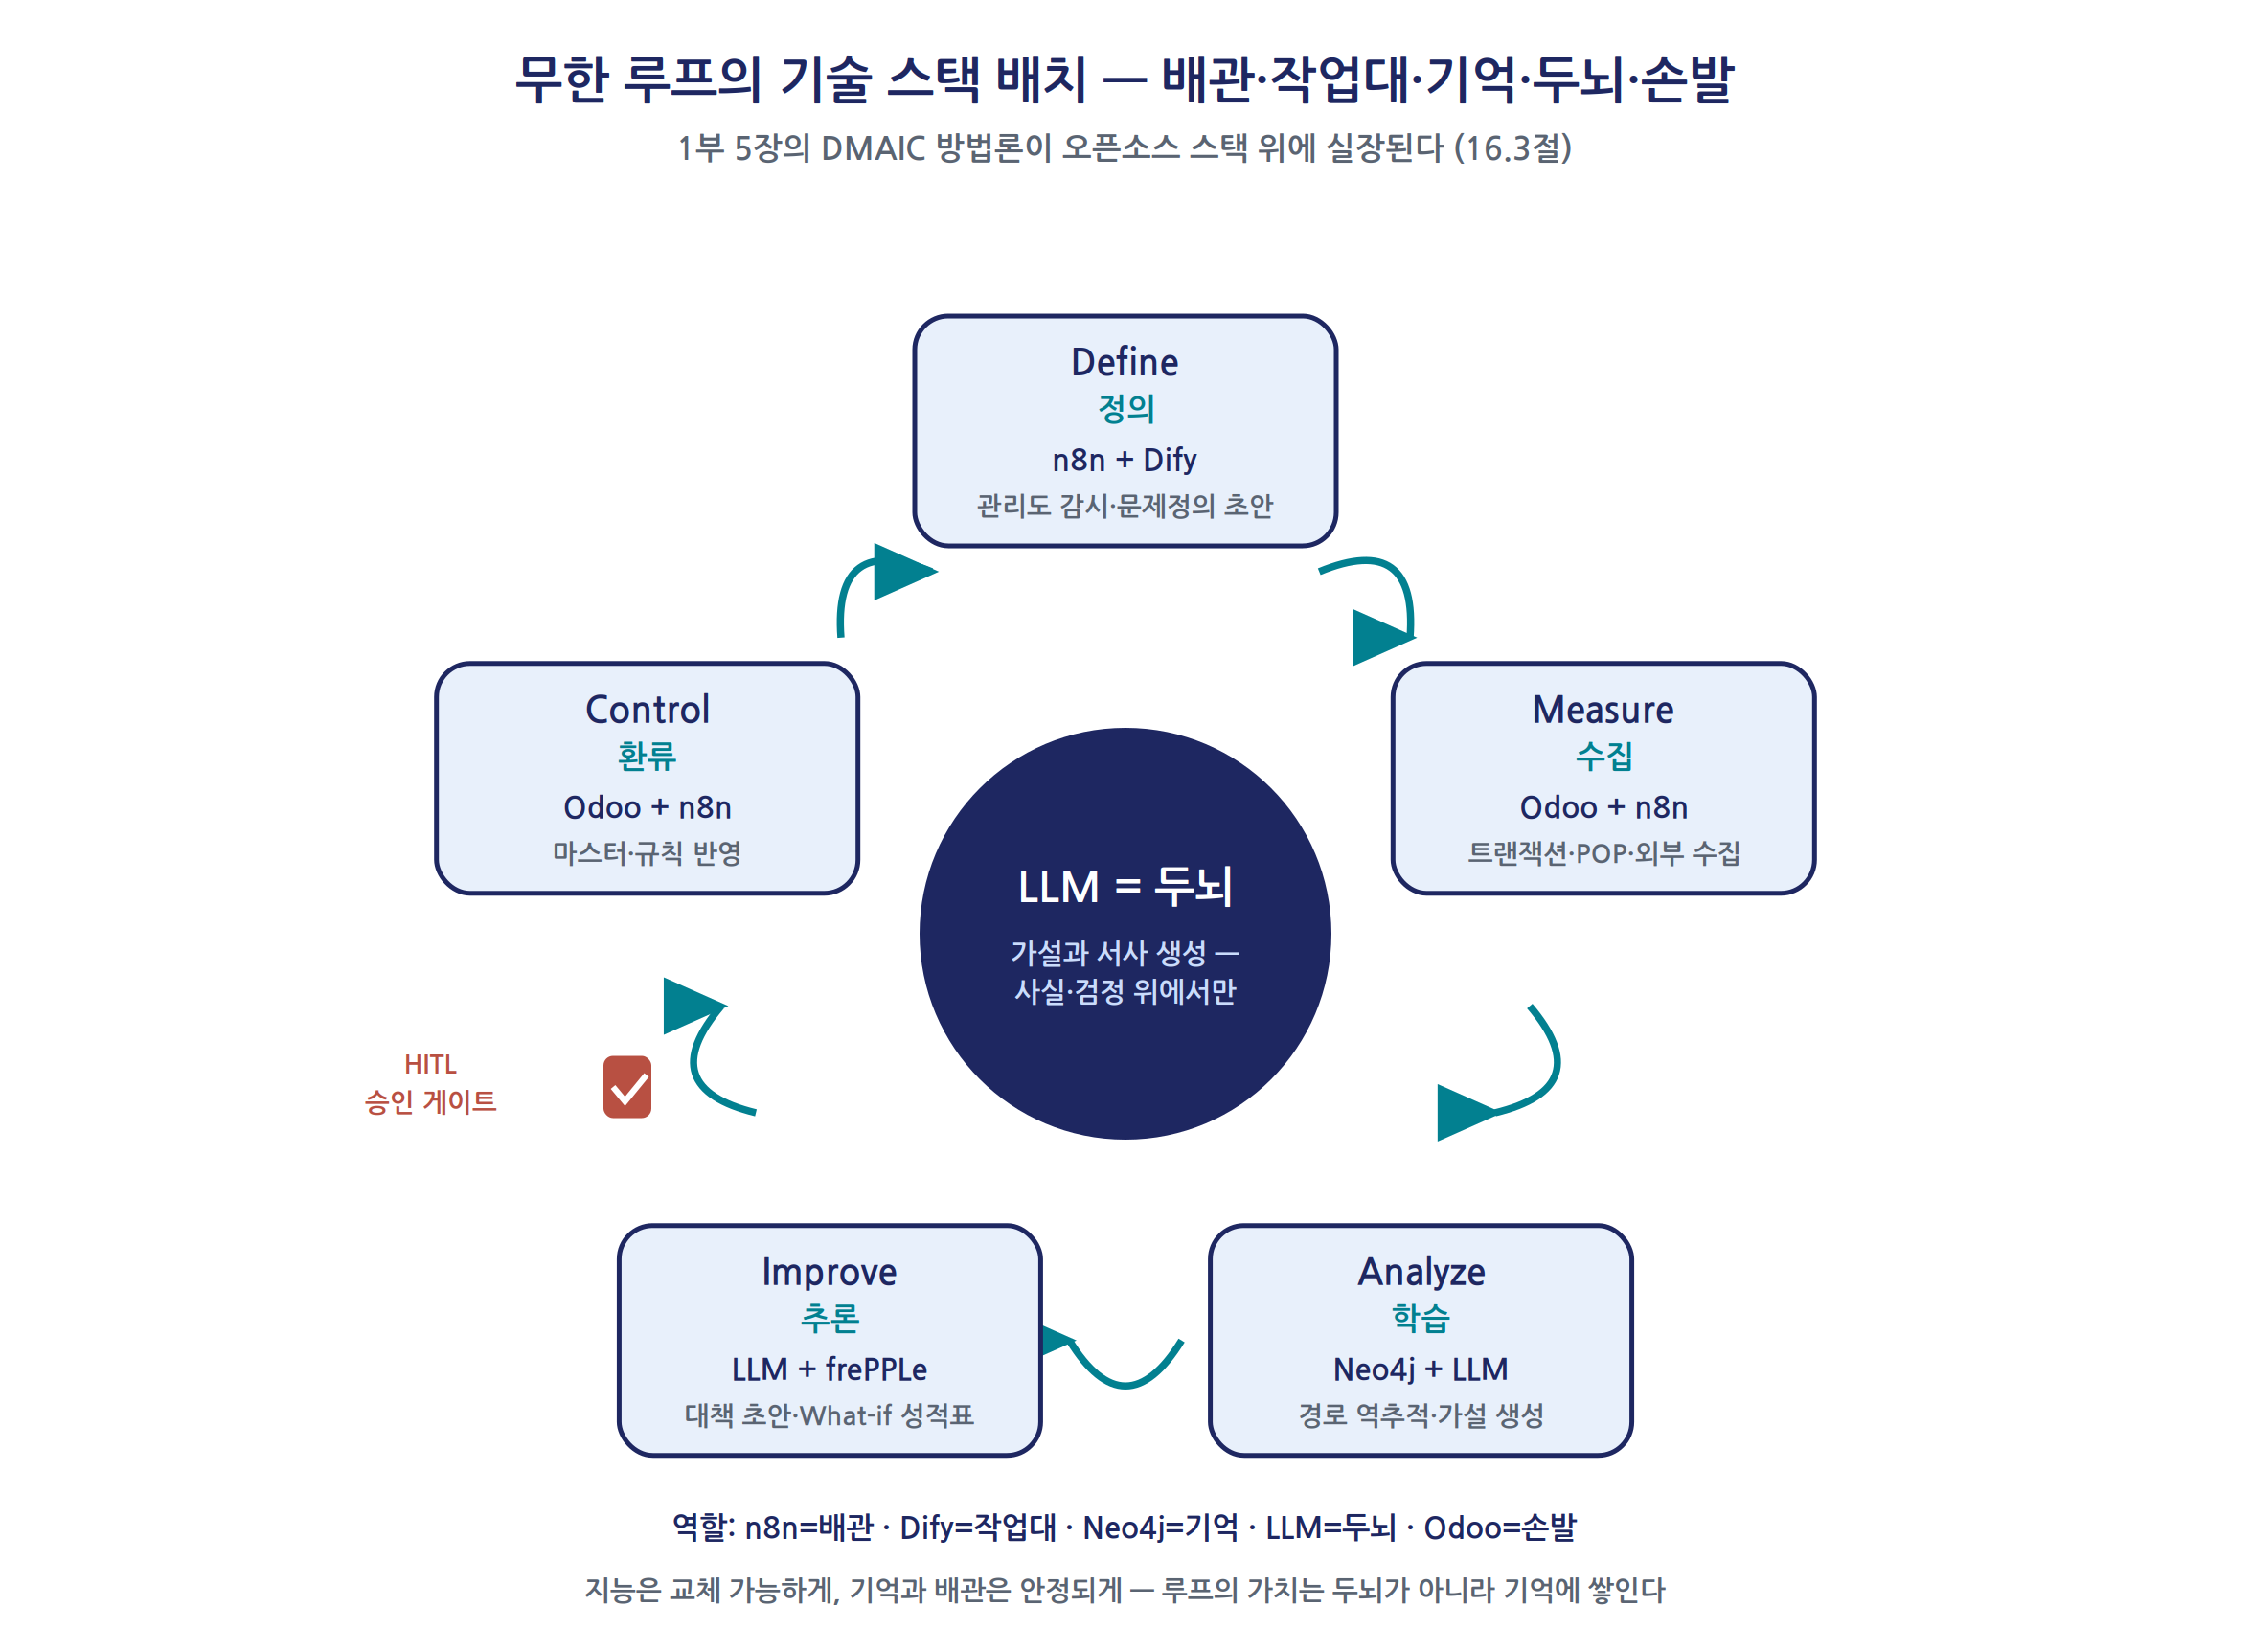 무한 루프의 기술 스택 배치 — 배관·작업대·기억·두뇌·손발
1부 5장의 DMAIC 방법론이 오픈소스 스택 위에 실장된다 (16.3절)
Define
정의
n8n + Dify
관리도 감시·문제정의 초안
Control
환류
Odoo + n8n
마스터·규칙 반영
Measure
수집
Odoo + n8n
트랜잭션·POP·외부 수집
LLM = 두뇌
가설과 서사 생성 —
사실·검정 위에서만
HITL
승인 게이트
Improve
추론
LLM + frePPLe
대책 초안·What-if 성적표
Analyze
학습
Neo4j + LLM
경로 역추적·가설 생성
역할: n8n=배관 · Dify=작업대 · Neo4j=기억 · LLM=두뇌 · Odoo=손발
지능은 교체 가능하게, 기억과 배관은 안정되게 — 루프의 가치는 두뇌가 아니라 기억에 쌓인다